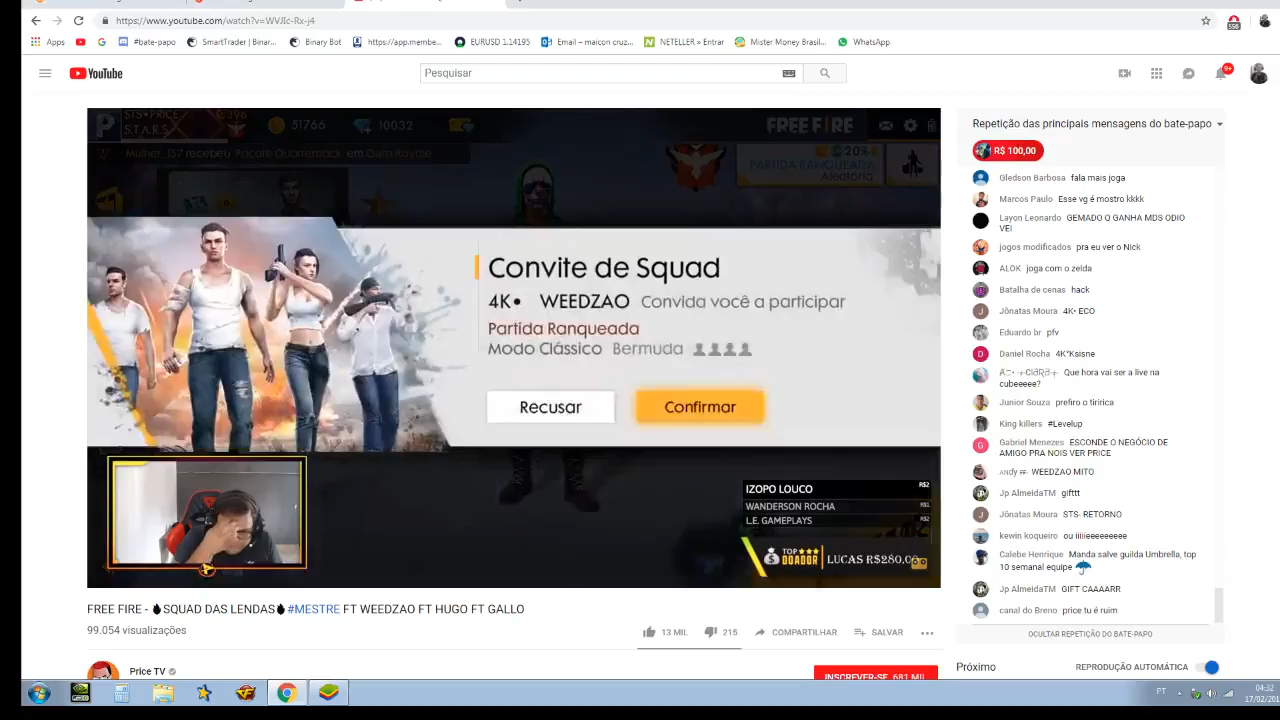 https://www.youtube.com/watch?v=WVJIc-Rx-j4
Apps
#bate-papo
SmartTrader | Binar...
Binary Bot
https://app.membe...
EURUSD 1.14195
Email – maicon cruz...
NETELLER » Entrar
Mister Money Brasil...
WhatsApp
556
YouTube
Pesquisar
9+
STS•PRICE
S.T.A.R.S.
51766
10032
FREE FIRE
20%
PARTIDA RANQUEADA
Aleatória
Convite de Squad
4K• WEEDZAO Convida você a participar
Partida Ranqueada
Modo Clássico Bermuda
Recusar
Confirmar
IZOPO LOUCO R$2
WANDERSON ROCHA R$1
L.E. GAMEPLAYS R$2
TOP DOADOR
LUCAS R$280,00
FREE FIRE - SQUAD DAS LENDAS #MESTRE FT WEEDZAO FT HUGO FT GALLO
99.054 visualizações
13 MIL
215
COMPARTILHAR
SALVAR
Price TV
INSCREVER-SE 681 MIL
Repetição das principais mensagens do bate-papo
R$ 100,00
Gledson Barbosa fala mais joga
Marcos Paulo Esse vg é mostro kkkk
Layon Leonardo GEMADO Q GANHA MDS ODIO
VEI
jogos modificados pra eu ver o Nick
ALOK joga com o zelda
Batalha de cenas hack
Jônatas Moura 4K• ECO
Eduardo br pfv
Daniel Rocha 4K°Ksisne
Que hora vai ser a live na
cubeeeee?
Junior Souza prefiro o tiririca
King killers #Levelup
Gabriel Menezes ESCONDE O NEGÓCIO DE
AMIGO PRA NOIS VER PRICE
WEEDZAO MITO
Jp AlmeidaTM gifttt
Jônatas Moura STS- RETORNO
kewin koqueiro ou iiiiieeeeeeeee
Calebe Henrique Manda salve guilda Umbrella, top
10 semanal equipe
Jp AlmeidaTM GIFT CAAAARR
canal do Breno price tu é ruim
OCULTAR REPETIÇÃO DO BATE-PAPO
Próximo
REPRODUÇÃO AUTOMÁTICA
PT
04:32
17/02/201